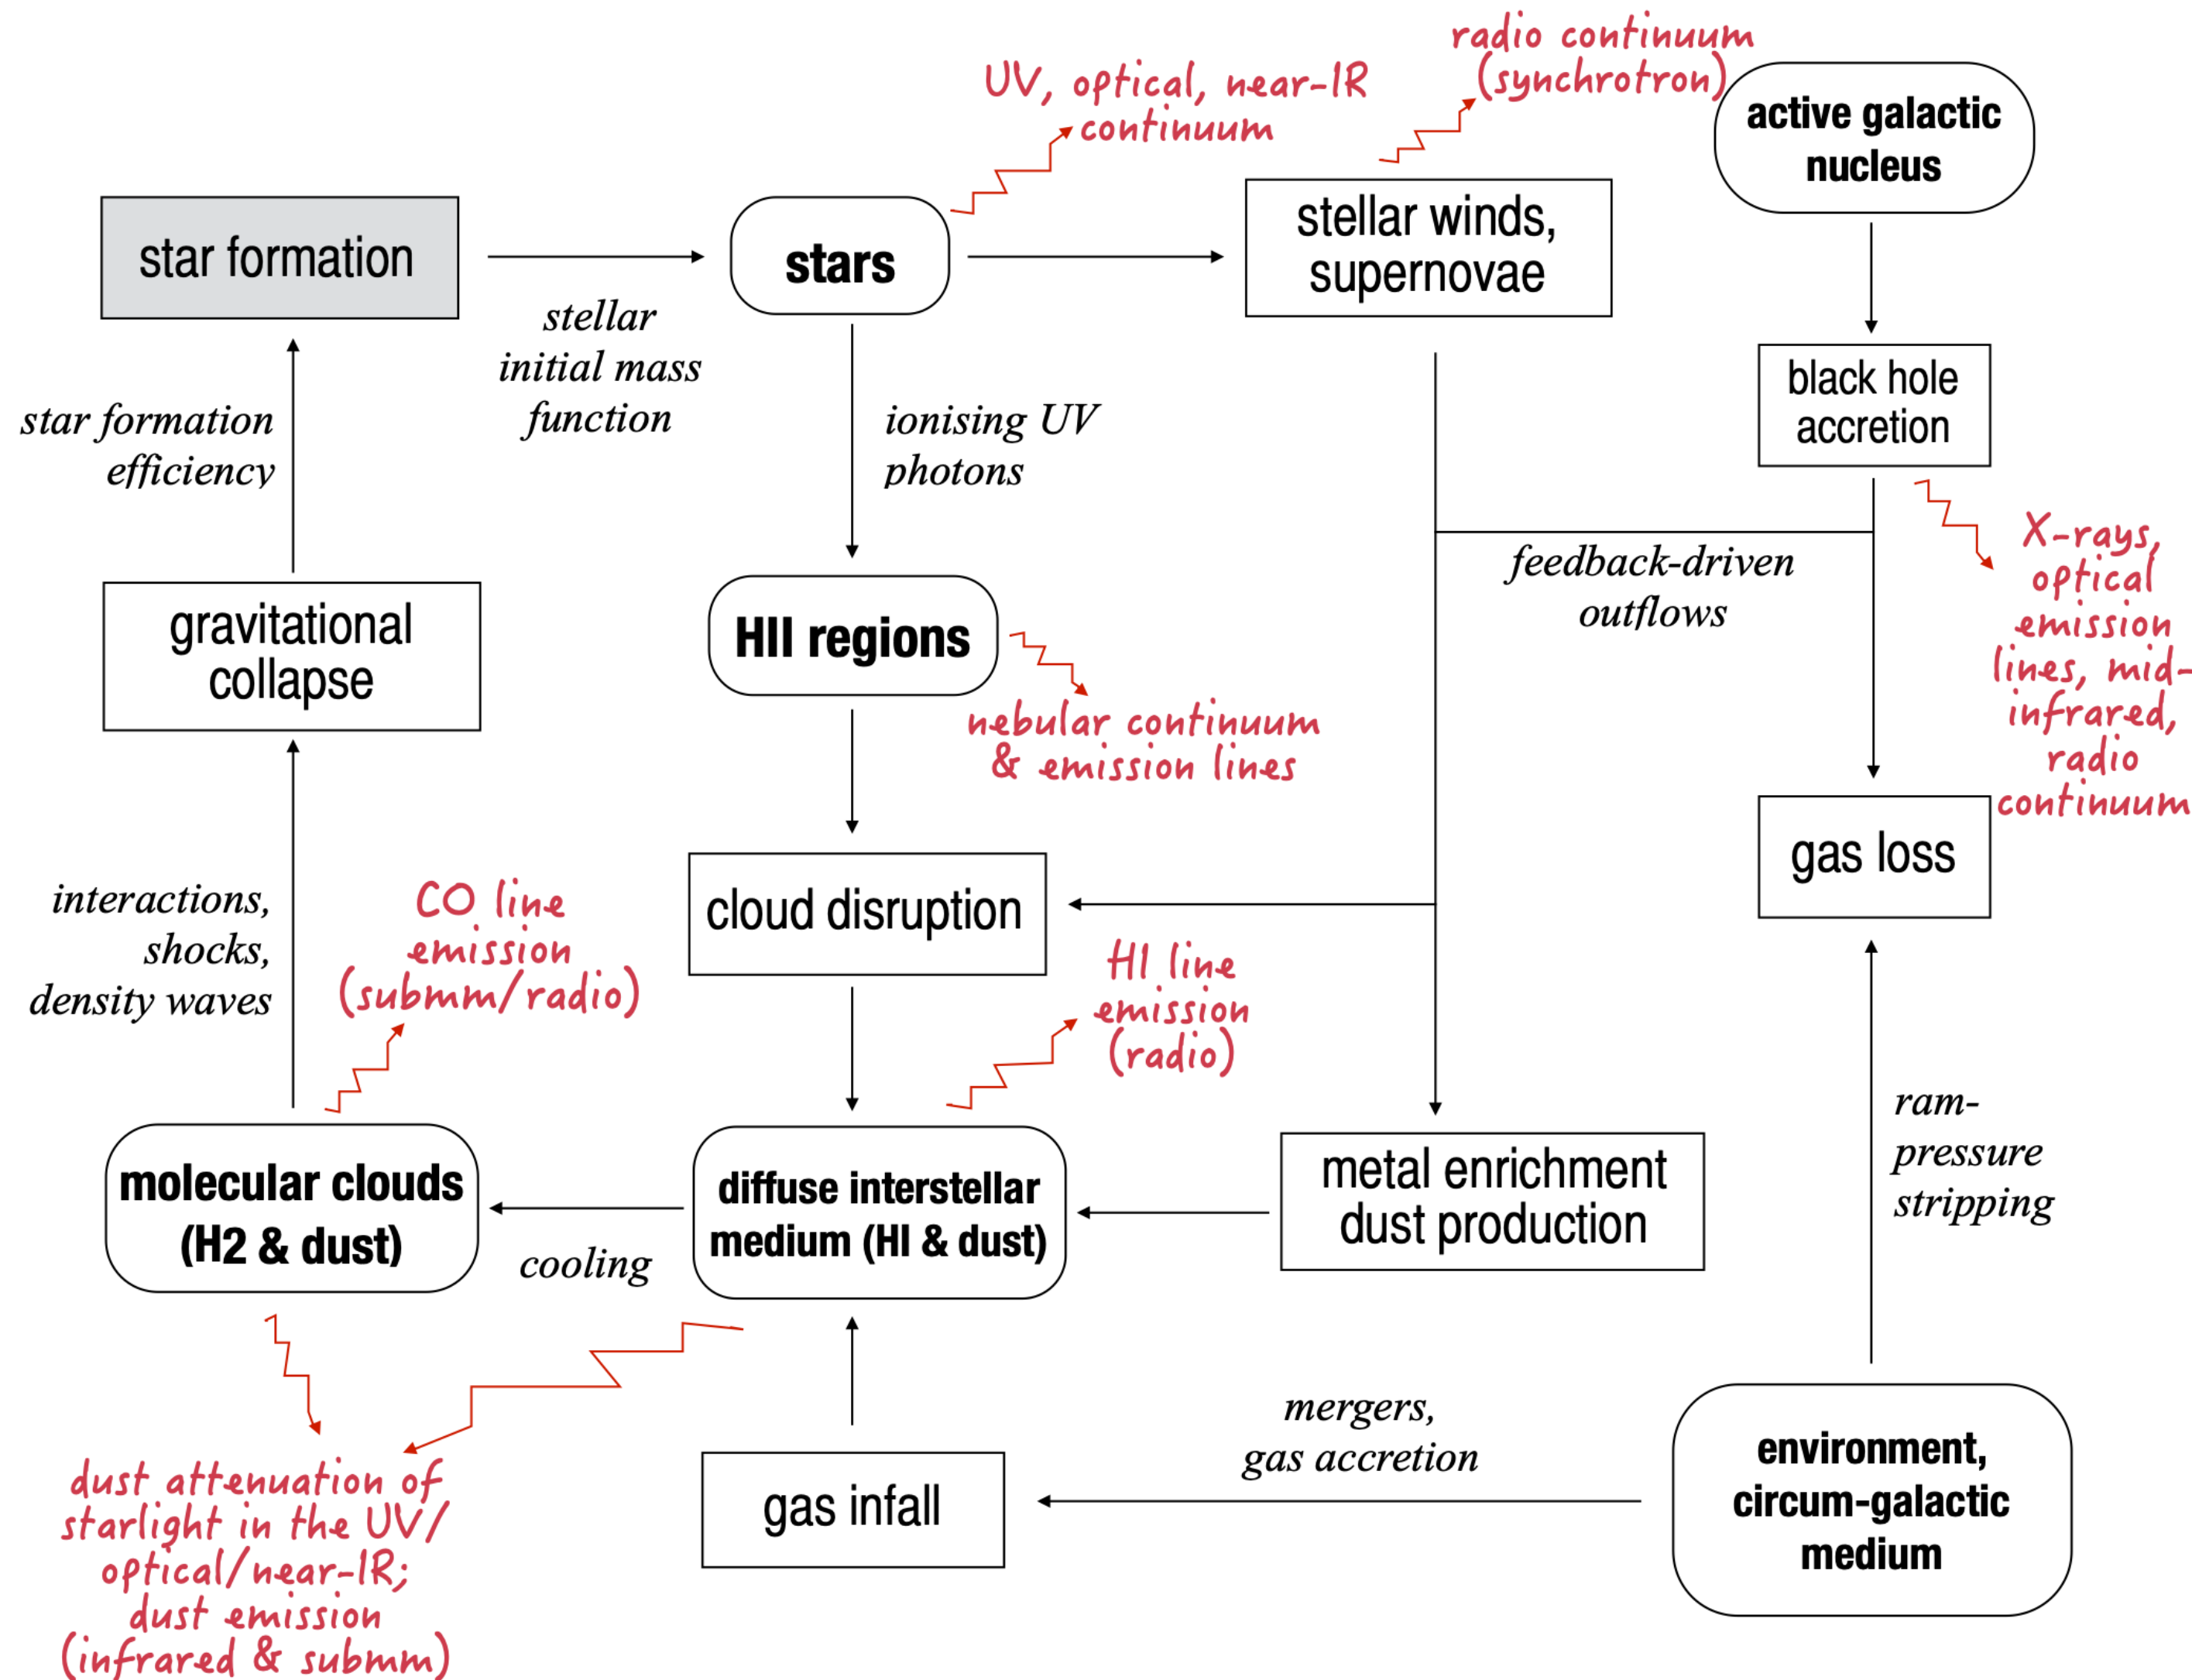 radio continuum
(synchrotron)
UV, optical, near-IR
continuum
active galactic
nucleus
star formation
stars
stellar winds,
supernovae
stellar
initial mass
function
star formation
efficiency
ionising UV
photons
black hole
accretion
feedback-driven
outflows
X-rays,
optical
emission
lines, mid-
infrared,
radio
continuum
gravitational
collapse
HII regions
nebular continuum
& emission lines
gas loss
cloud disruption
interactions,
shocks,
density waves
CO line
emission
(submm/radio)
HI line
emission
(radio)
ram-
pressure
stripping
molecular clouds
(H2 & dust)
cooling
diffuse interstellar
medium (HI & dust)
metal enrichment
dust production
mergers,
gas accretion
gas infall
environment,
circum-galactic
medium
dust attenuation of
starlight in the UV/
optical/near-IR;
dust emission
(infrared & submm)